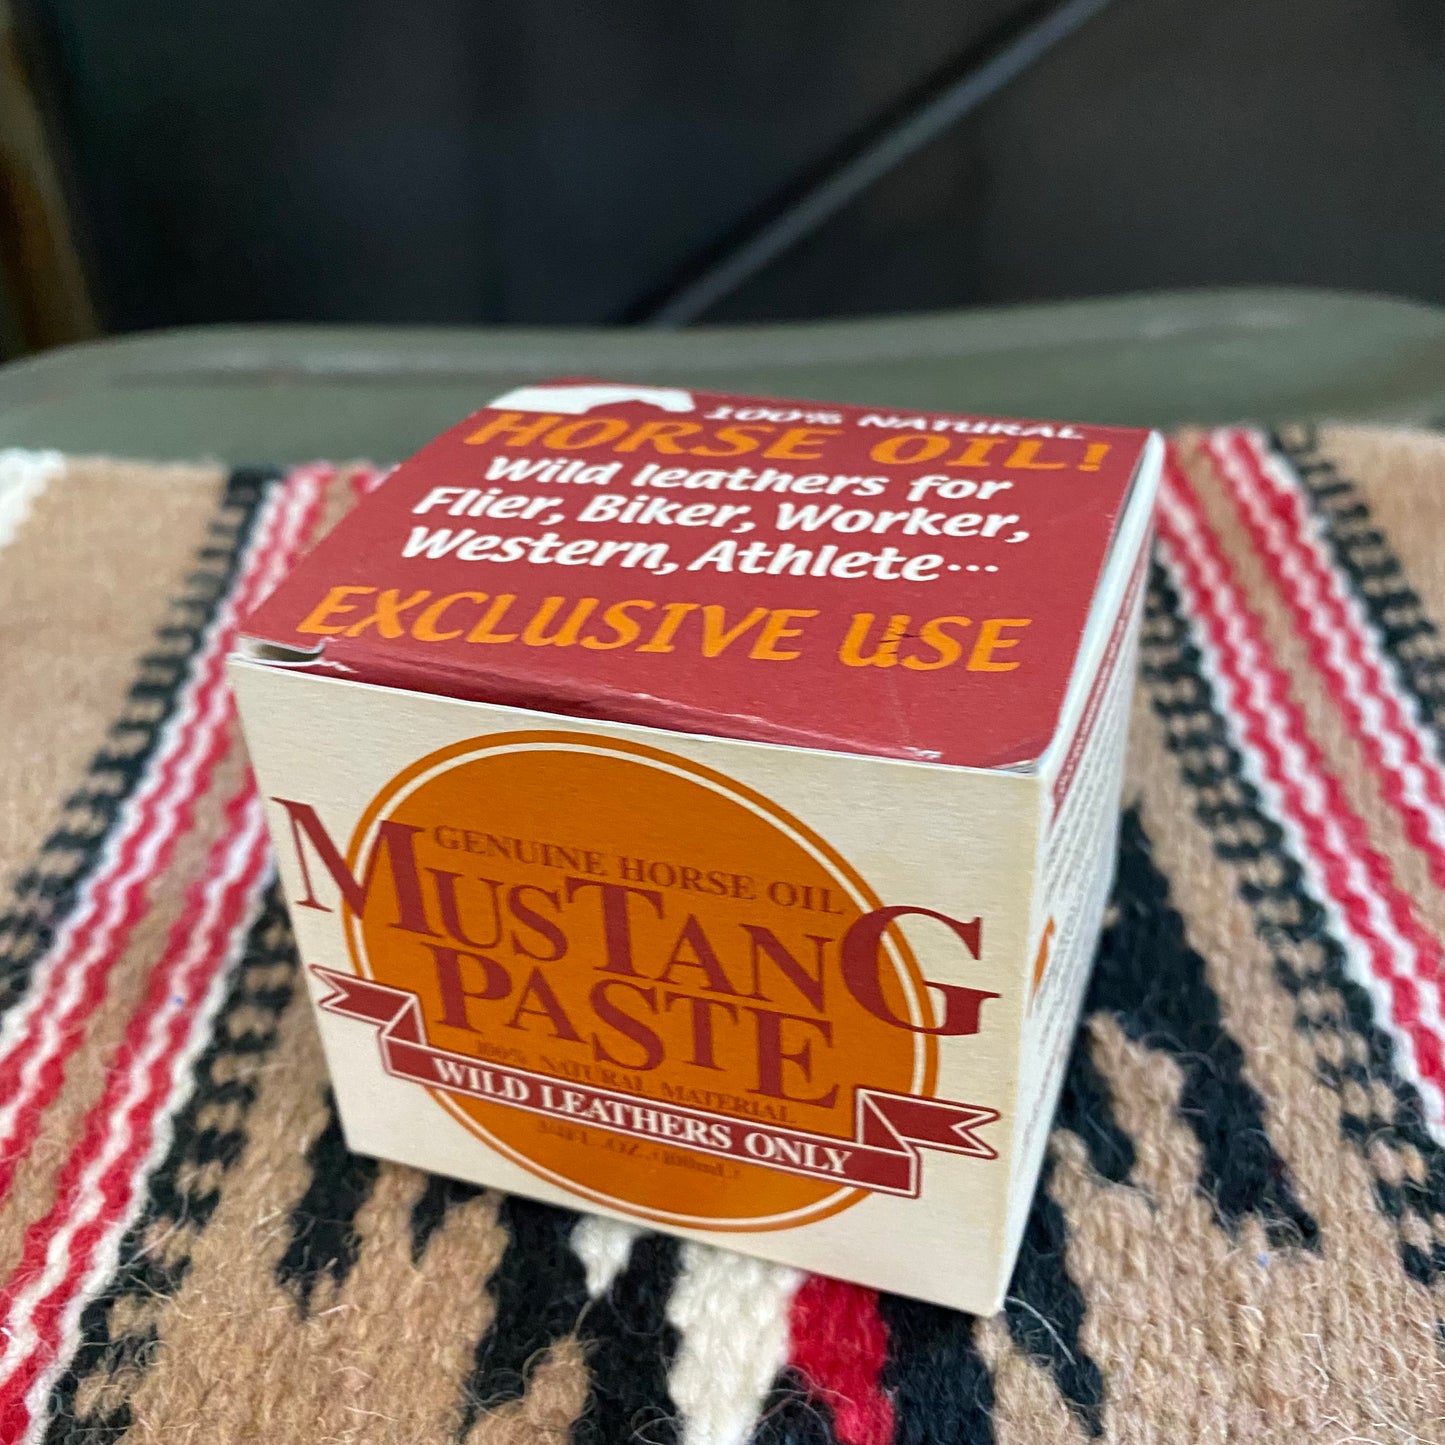 100% NATURAL
HORSE OIL!
Wild leathers for
Flier, Biker, Worker,
Western, Athlete…
EXCLUSIVE USE
GENUINE HORSE OIL
MUSTANG
PASTE
100% NATURAL MATERIAL
WILD LEATHERS ONLY